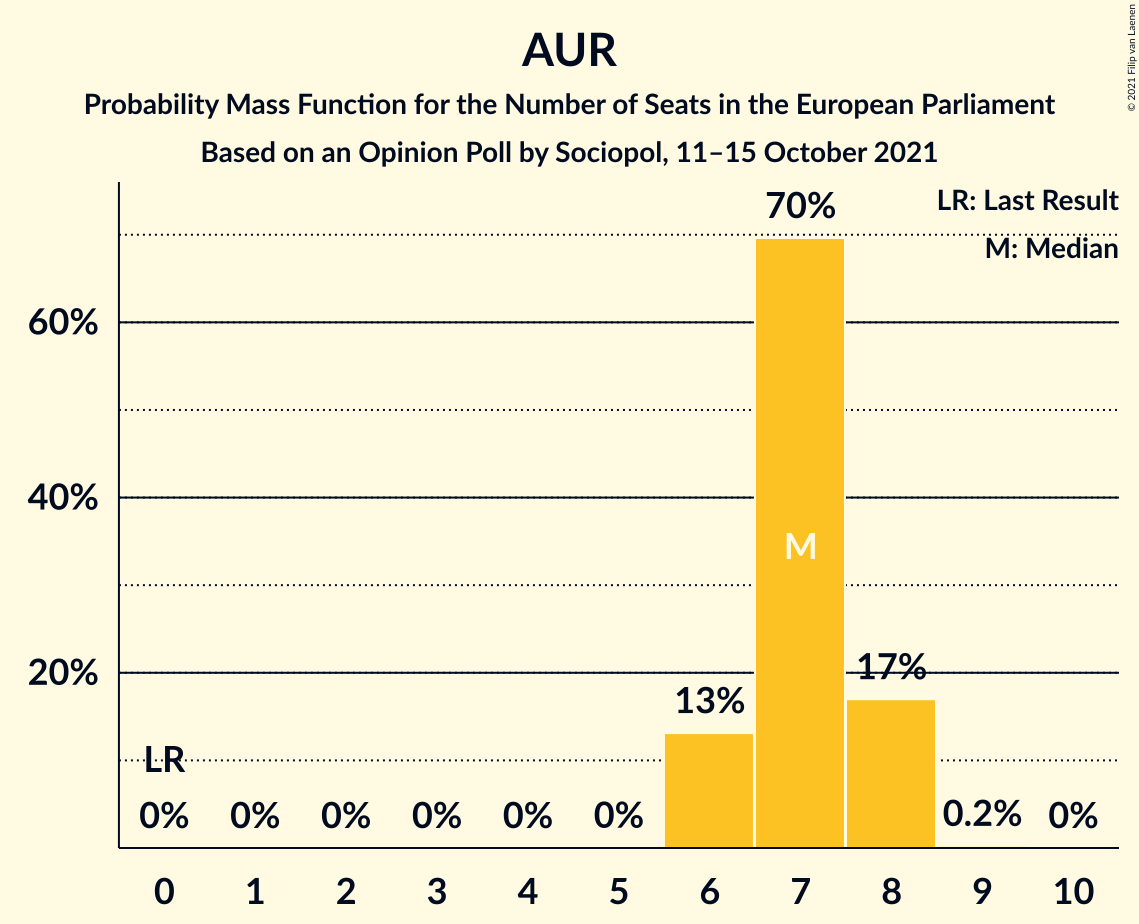 AUR
Probability Mass Function for the Number of Seats in the European Parliament
Based on an Opinion Poll by Sociopol, 11–15 October 2021
© 2021 Filip van Laenen
LR: Last Result
M: Median
70%
60%
40%
M
20%
17%
13%
LR
0% 0% 0% 0% 0% 0% 0.2% 0%
0 1 2 3 4 5 6 7 8 9 10